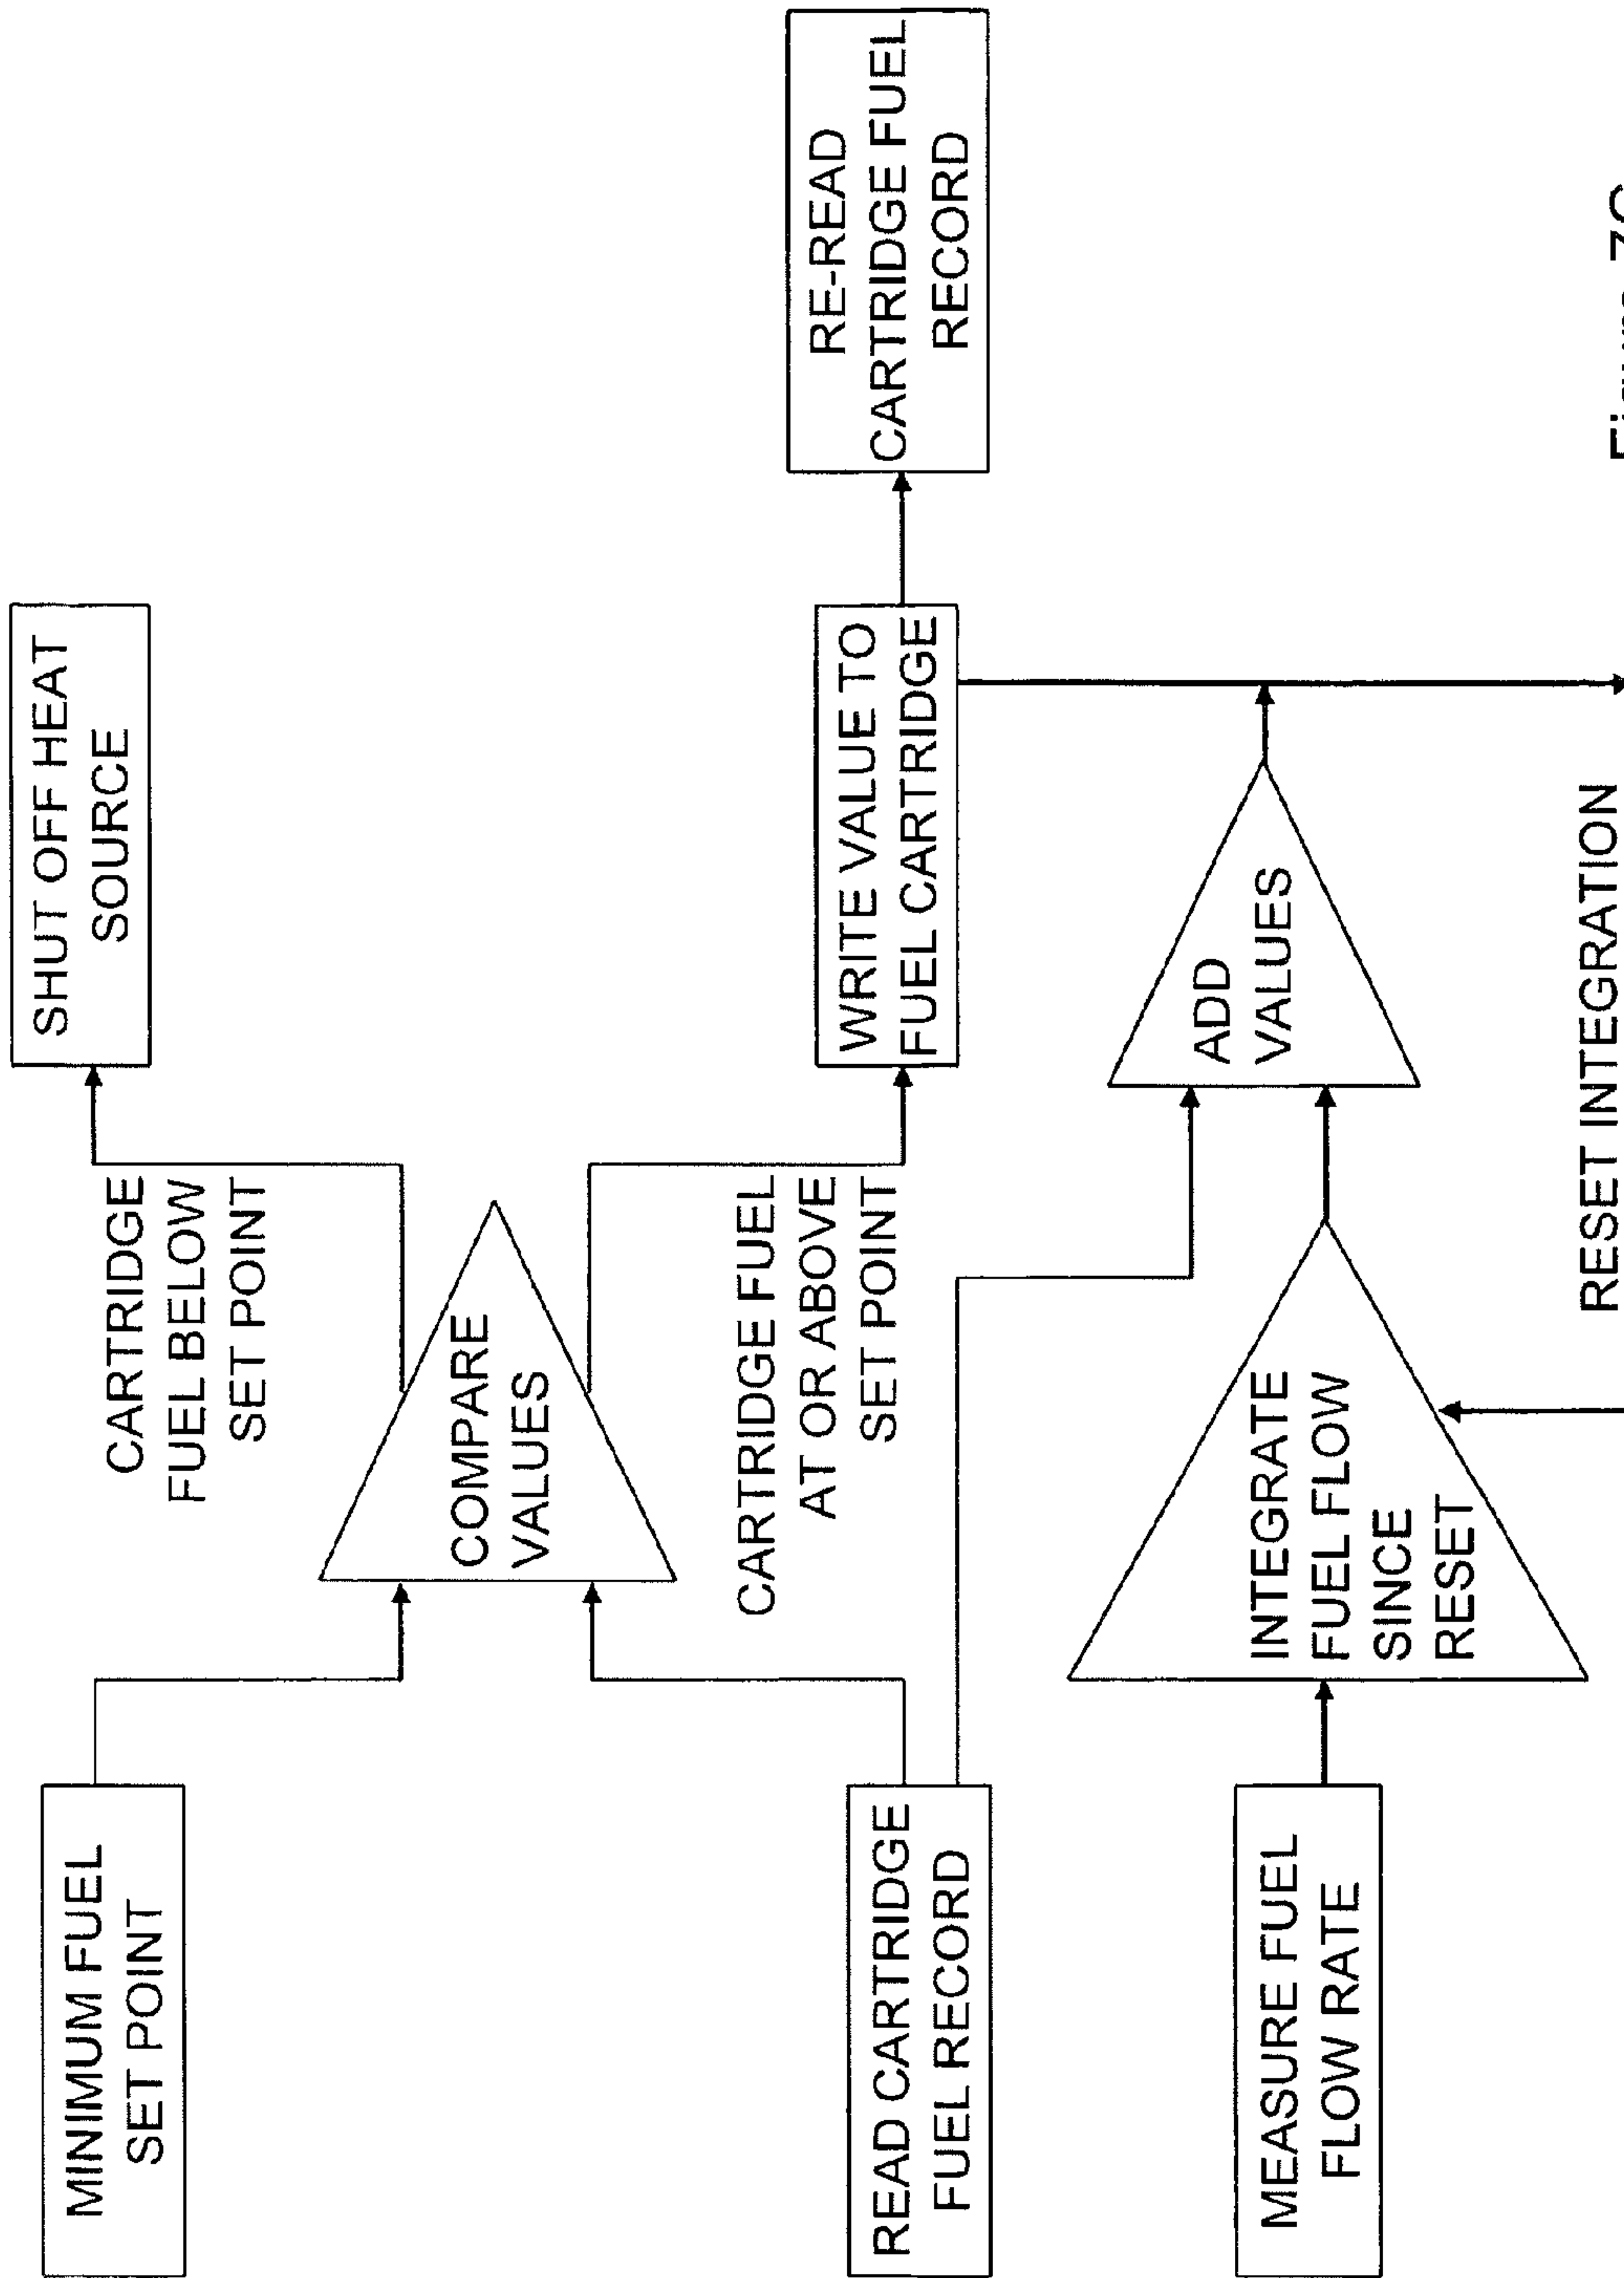 MINIMUM FUEL
SET POINT
CARTRIDGE
FUEL BELOW
SET POINT
SHUT OFF HEAT
SOURCE
COMPARE
VALUES
READ CARTRIDGE
FUEL RECORD
CARTRIDGE FUEL
AT OR ABOVE
SET POINT
WRITE VALUE TO
FUEL CARTRIDGE
RE-READ
CARTRIDGE FUEL
RECORD
MEASURE FUEL
FLOW RATE
INTEGRATE
FUEL FLOW
SINCE
RESET
ADD
VALUES
RESET INTEGRATION